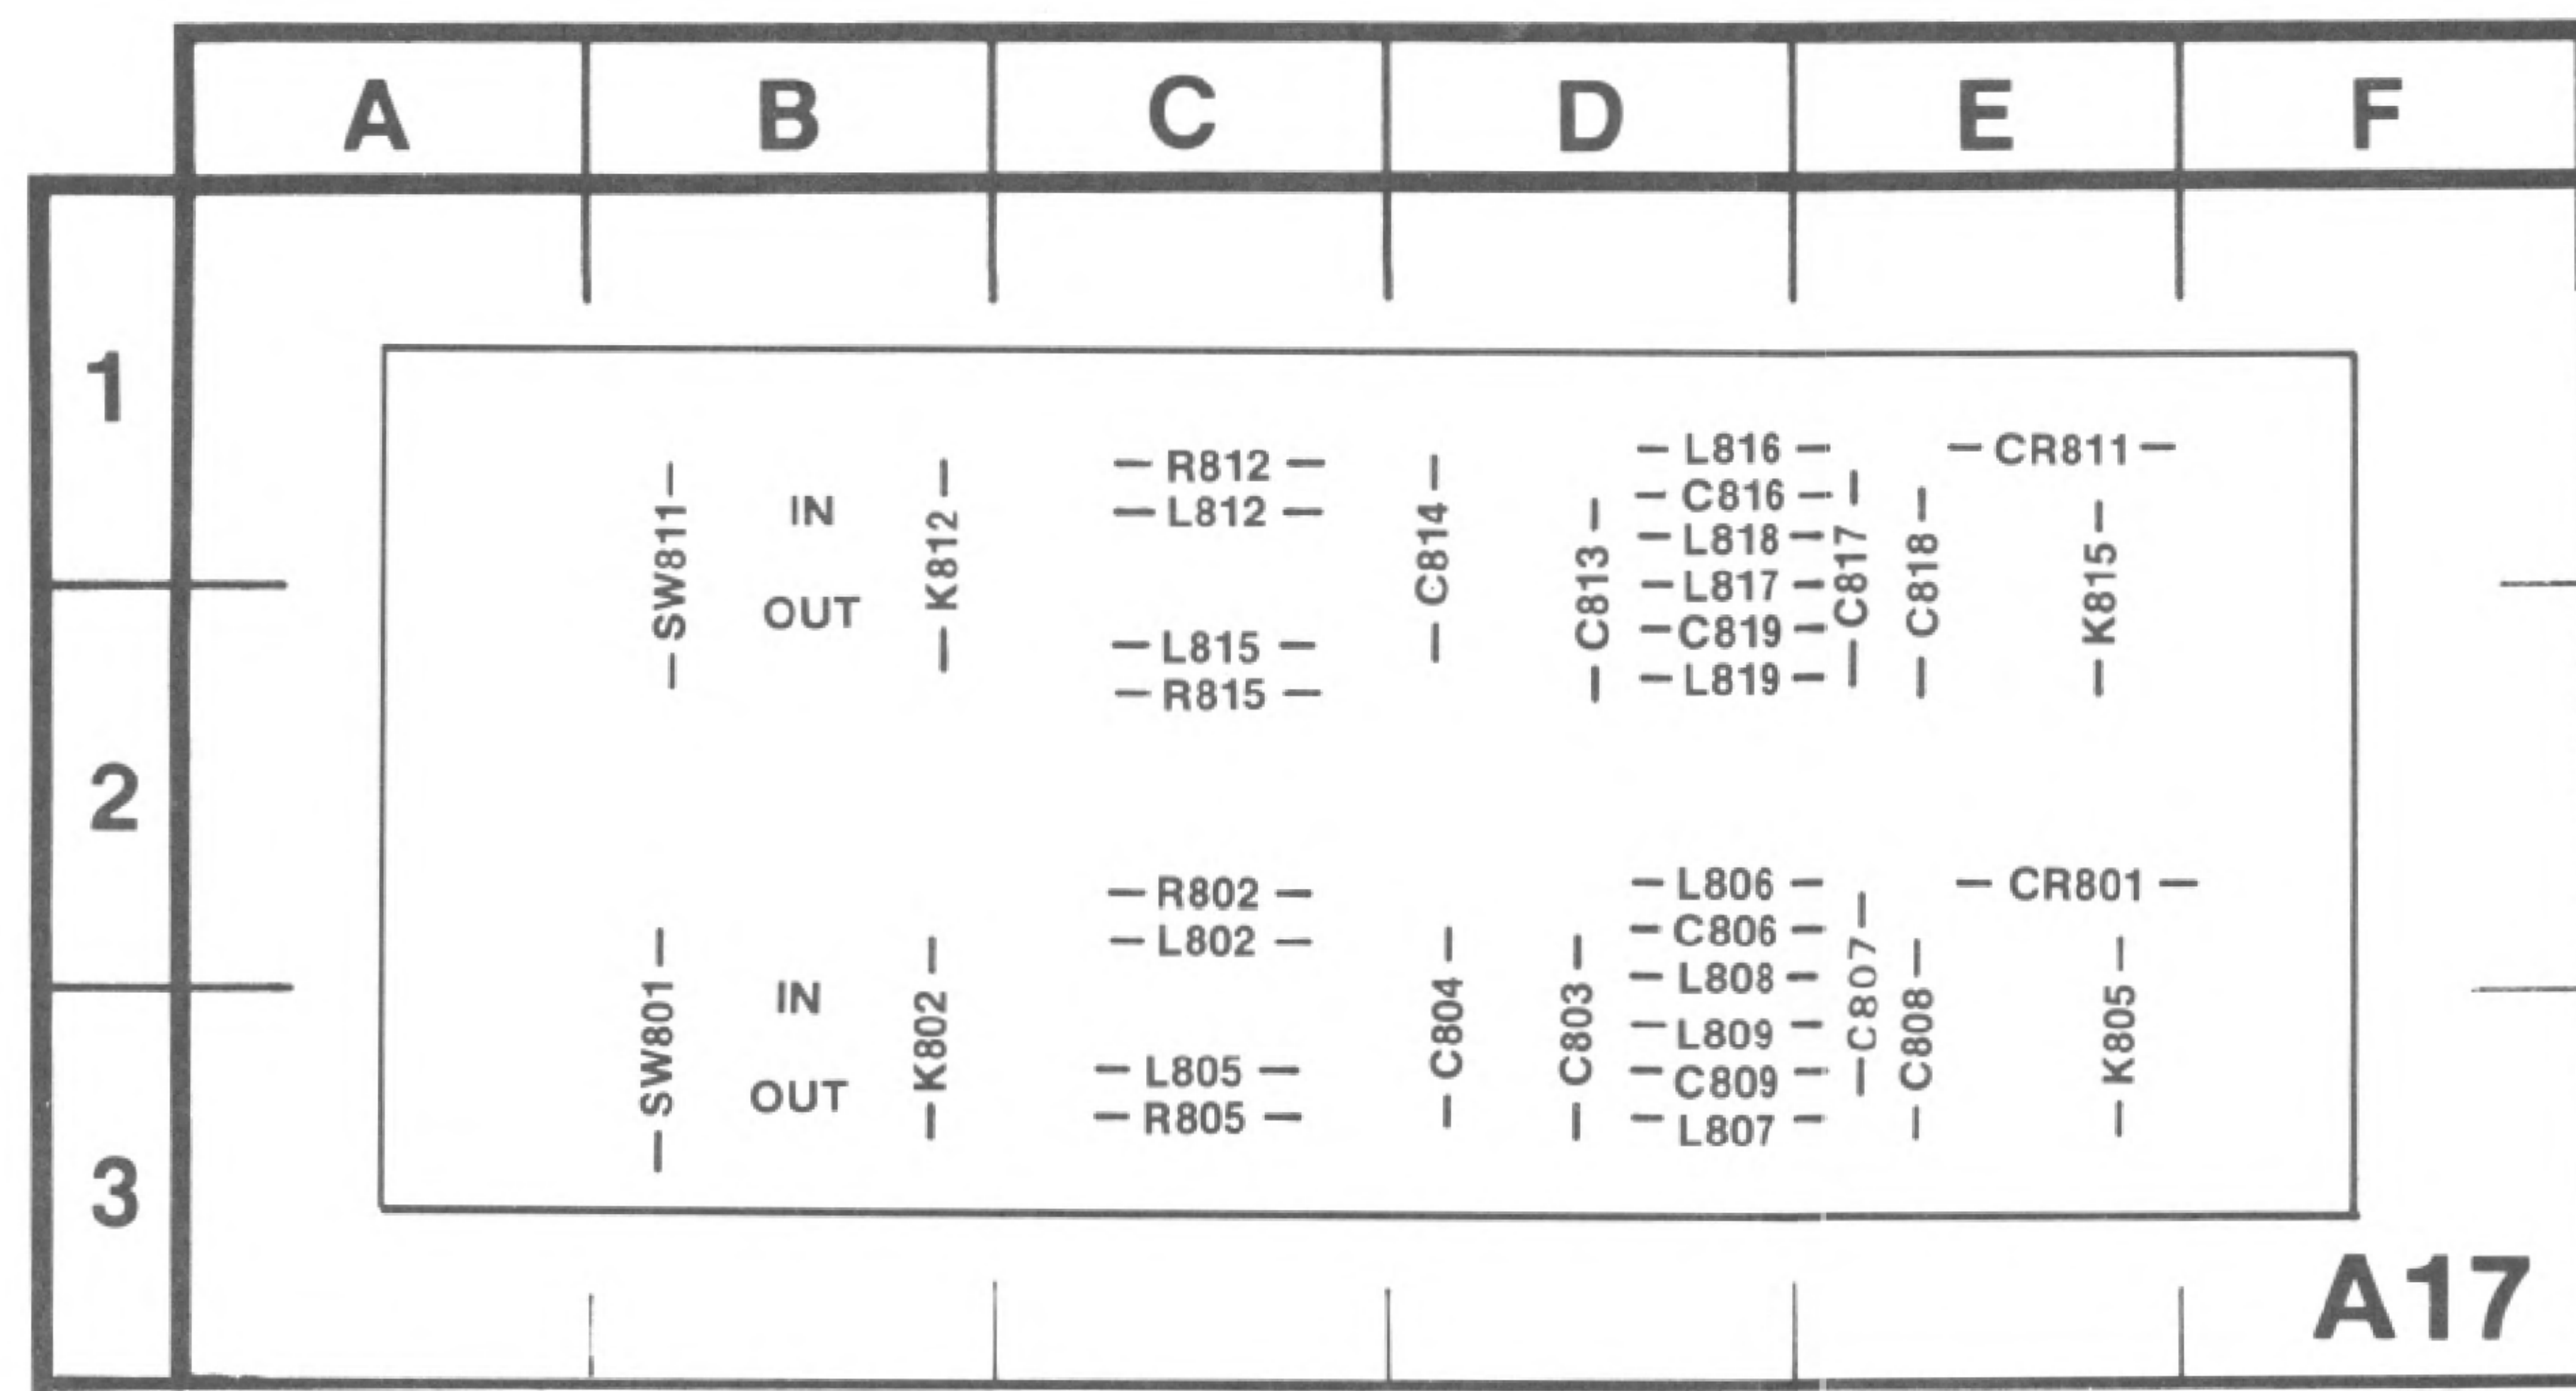 A B C D E F
1
2
3
SW811
IN
OUT
K812
R812
L812
L815
R815
C814
C813
L816
C816
L818
L817
C819
L819
C817
C818
CR811
K815
SW801
IN
OUT
K802
R802
L802
L805
R805
C804
C803
L806
C806
L808
L809
C809
L807
C807
C808
CR801
K805
A17